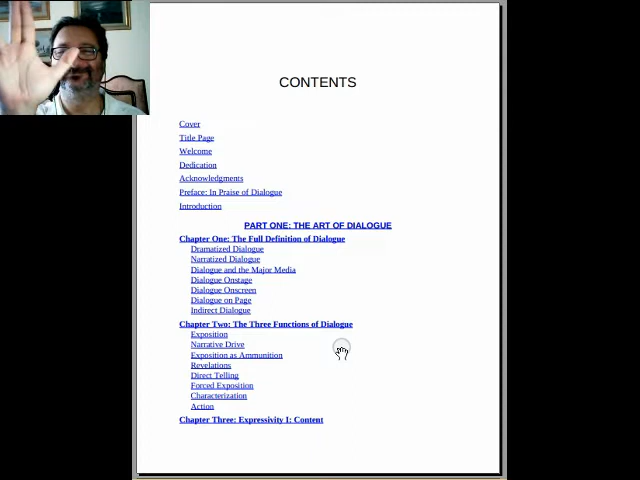 CONTENTS
Cover
Title Page
Welcome
Dedication
Acknowledgments
Preface: In Praise of Dialogue
Introduction
PART ONE: THE ART OF DIALOGUE
Chapter One: The Full Definition of Dialogue
Dramatized Dialogue
Narratized Dialogue
Dialogue and the Major Media
Dialogue Onstage
Dialogue Onscreen
Dialogue on Page
Indirect Dialogue
Chapter Two: The Three Functions of Dialogue
Exposition
Narrative Drive
Exposition as Ammunition
Revelations
Direct Telling
Forced Exposition
Characterization
Action
Chapter Three: Expressivity I: Content